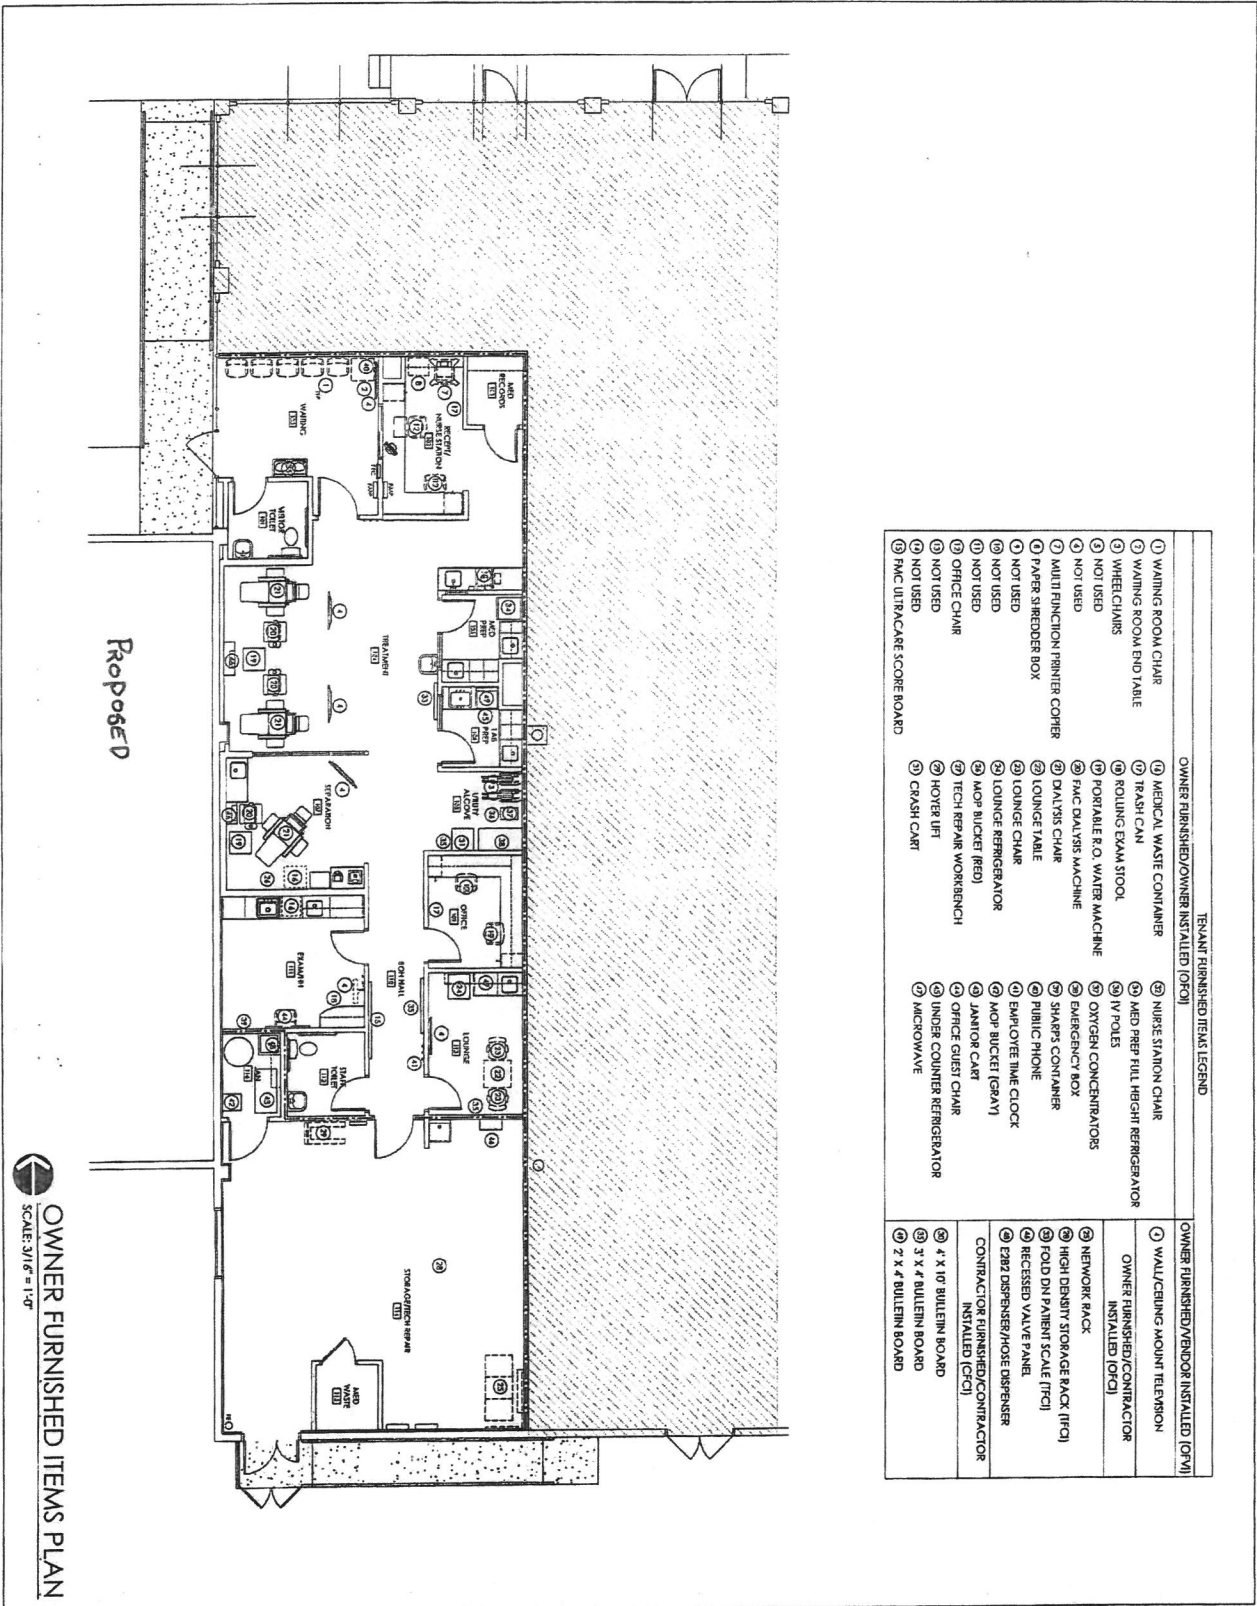 TENANT FURNISHED ITEMS LEGEND
OWNER FURNISHED/OWNER INSTALLED (OFOI)
1 WAITING ROOM CHAIR
2 WAITING ROOM END TABLE
3 WHEELCHAIRS
5 NOT USED
6 NOT USED
7 MULTI FUNCTION PRINTER COPIER
8 PAPER SHREDDER BOX
9 NOT USED
10 NOT USED
11 NOT USED
12 OFFICE CHAIR
13 NOT USED
14 NOT USED
15 FMC ULTRACARE SCORE BOARD
16 MEDICAL WASTE CONTAINER
17 TRASH CAN
18 ROLLING EXAM STOOL
19 PORTABLE R.O. WATER MACHINE
20 FMC DIALYSIS MACHINE
21 DIALYSIS CHAIR
22 LOUNGE TABLE
23 LOUNGE CHAIR
24 LOUNGE REFRIGERATOR
26 MOP BUCKET (RED)
27 TECH REPAIR WORKBENCH
29 HOYER LIFT
31 CRASH CART
32 NURSE STATION CHAIR
34 MED PREP FULL HEIGHT REFRIGERATOR
36 IV POLES
37 OXYGEN CONCENTRATORS
38 EMERGENCY BOX
39 SHARPS CONTAINER
40 PUBLIC PHONE
41 EMPLOYEE TIME CLOCK
42 MOP BUCKET (GRAY)
43 JANITOR CART
44 OFFICE GUEST CHAIR
45 UNDER COUNTER REFRIGERATOR
47 MICROWAVE
OWNER FURNISHED/VENDOR INSTALLED (OFVI)
4 WALL/CEILING MOUNT TELEVISION
OWNER FURNISHED/CONTRACTOR
INSTALLED (OFCI)
25 NETWORK RACK
28 HIGH DENSITY STORAGE RACK (TFCI)
33 FOLD DN PATIENT SCALE (TFCI)
46 RECESSED VALVE PANEL
48 E2B2 DISPENSER/HOSE DISPENSER
CONTRACTOR FURNISHED/CONTRACTOR
INSTALLED (CFCI)
30 4' X 10' BULLETIN BOARD
35 3' X 4' BULLETIN BOARD
49 2' X 4' BULLETIN BOARD
MED
RECORDS
RECEPT/
NURSE STATION
WAITING
TYP
VISITOR
TOILET
MED
PREP
LAB
PREP
TREATMENT
UTILITY
ALCOVE
SEPARATION
OFFICE
BOH HALL
EXAM/HH
LOUNGE
STAFF
TOILET
JAN
STORAGE/TECH REPAIR
MED
WASTE
PROPOSED
OWNER FURNISHED ITEMS PLAN
SCALE: 3/16" = 1'-0"